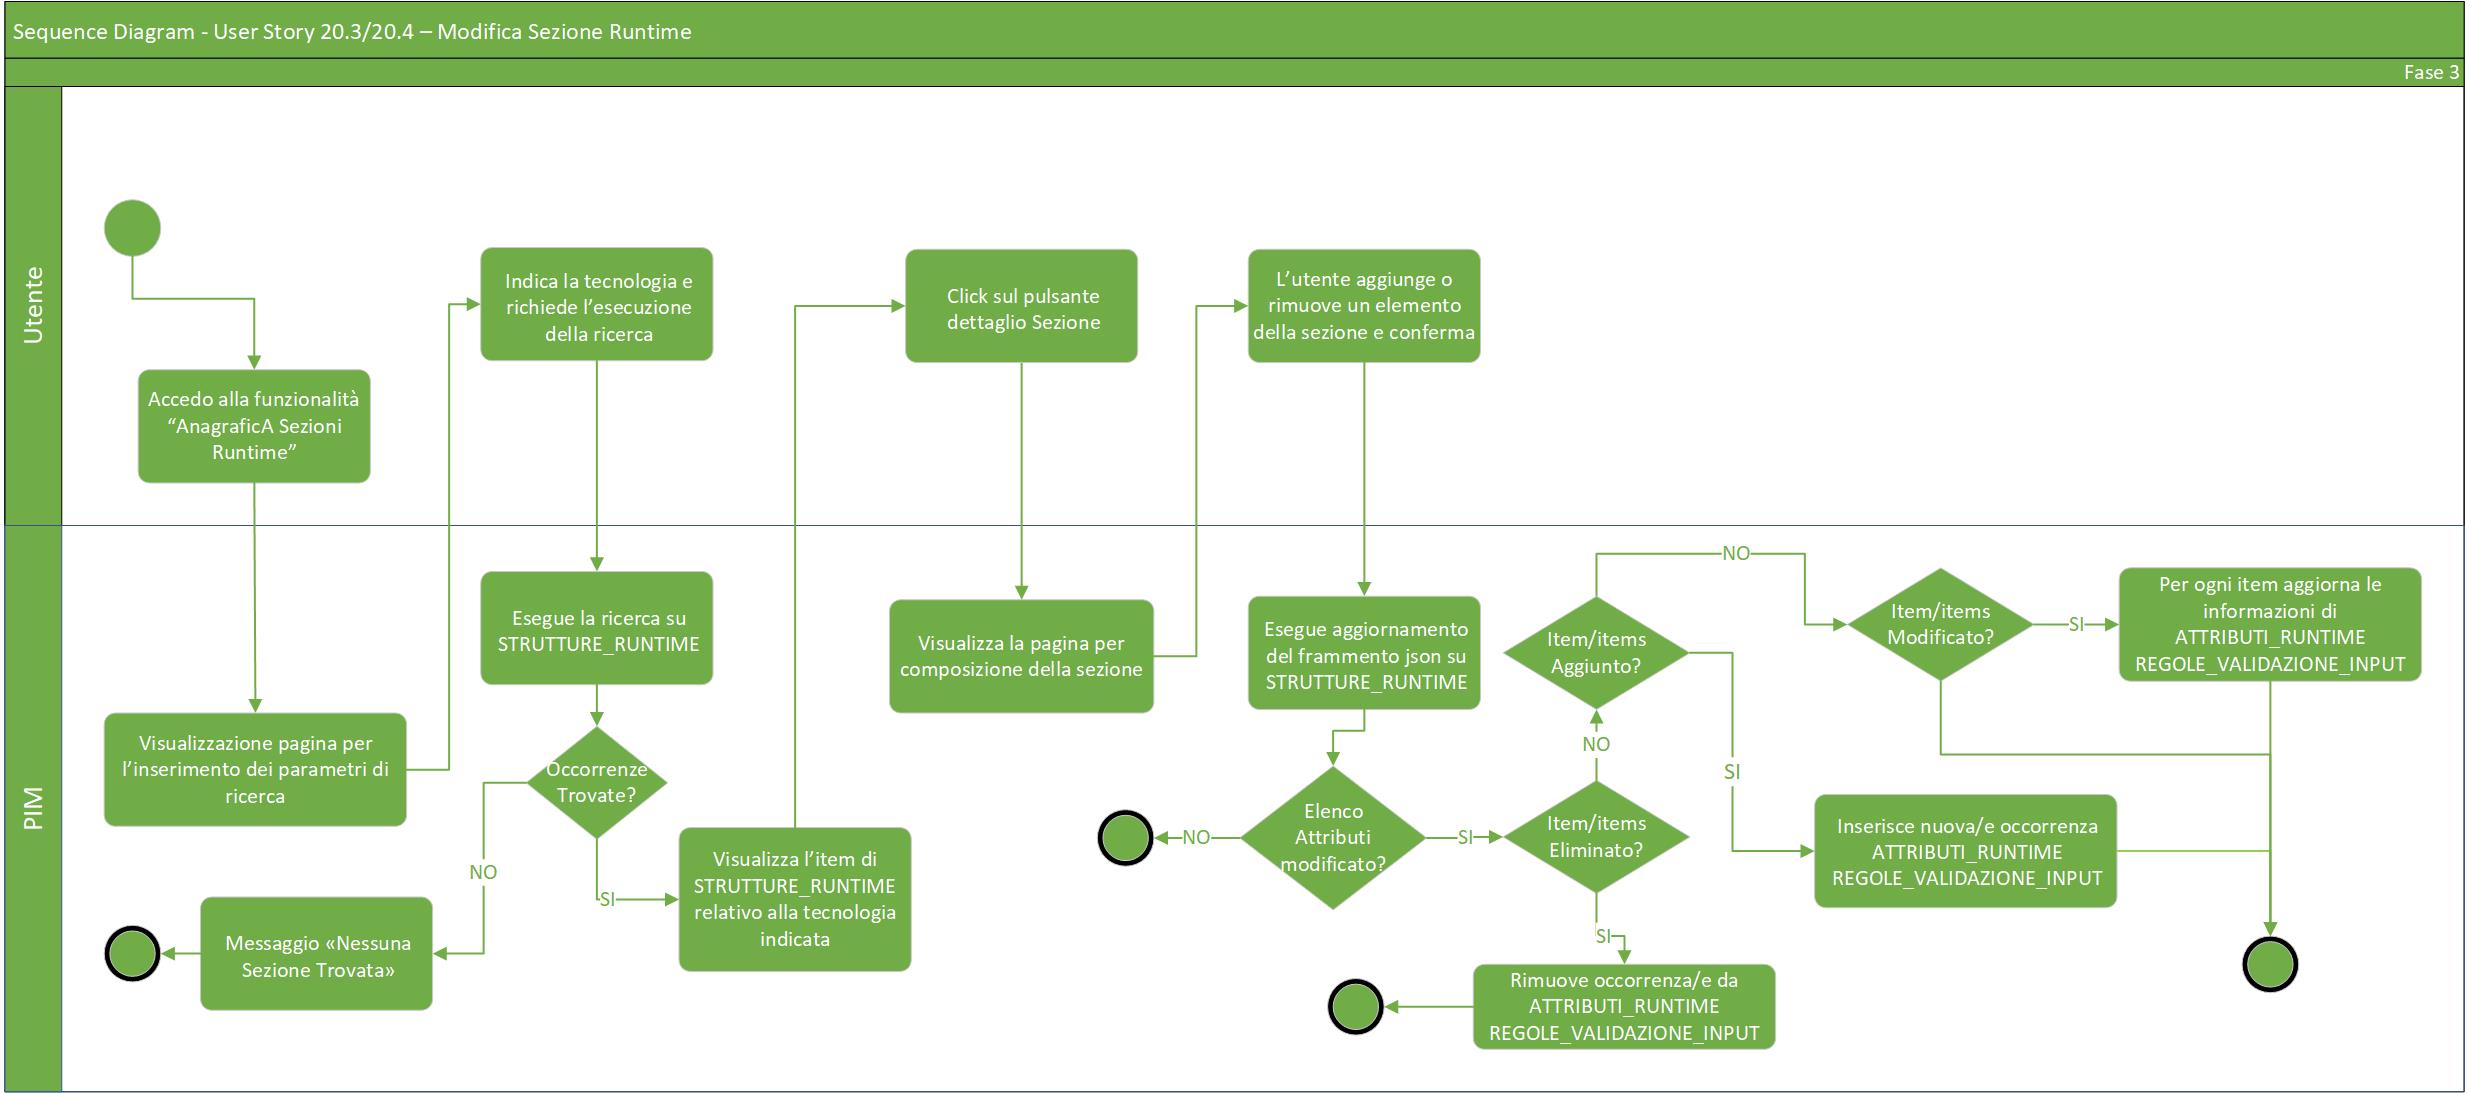 Sequence Diagram - User Story 20.3/20.4 – Modifica Sezione Runtime
Fase 3
Utente
Accedo alla funzionalità
“AnagraficA Sezioni
Runtime”
Indica la tecnologia e
richiede l’esecuzione
della ricerca
Click sul pulsante
dettaglio Sezione
L’utente aggiunge o
rimuove un elemento
della sezione e conferma
PIM
Visualizzazione pagina per
l’inserimento dei parametri di
ricerca
Esegue la ricerca su
STRUTTURE_RUNTIME
Occorrenze
Trovate?
NO
Messaggio «Nessuna
Sezione Trovata»
SI
Visualizza l’item di
STRUTTURE_RUNTIME
relativo alla tecnologia
indicata
Visualizza la pagina per
composizione della sezione
Esegue aggiornamento
del frammento json su
STRUTTURE_RUNTIME
Elenco
Attributi
modificato?
NO
SI
Item/items
Eliminato?
SI
Rimuove occorrenza/e da
ATTRIBUTI_RUNTIME
REGOLE_VALIDAZIONE_INPUT
NO
Item/items
Aggiunto?
SI
Inserisce nuova/e occorrenza
ATTRIBUTI_RUNTIME
REGOLE_VALIDAZIONE_INPUT
NO
Item/items
Modificato?
SI
Per ogni item aggiorna le
informazioni di
ATTRIBUTI_RUNTIME
REGOLE_VALIDAZIONE_INPUT